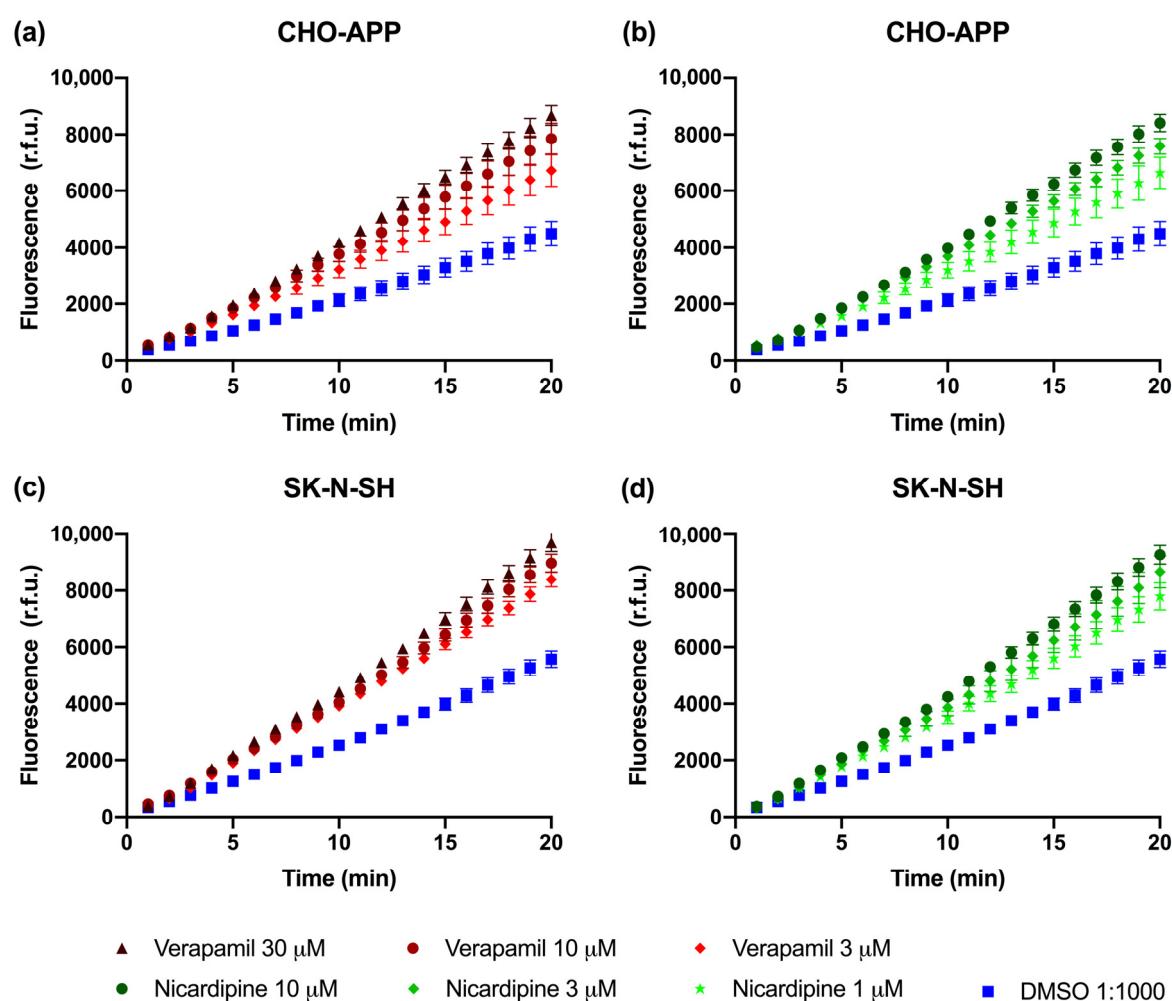 (a) CHO-APP
Fluorescence (r.f.u.)
10,000
8000
6000
4000
2000
0
0 5 10 15 20
Time (min)
(b) CHO-APP
Fluorescence (r.f.u.)
10,000
8000
6000
4000
2000
0
0 5 10 15 20
Time (min)
(c) SK-N-SH
Fluorescence (r.f.u.)
10,000
8000
6000
4000
2000
0
0 5 10 15 20
Time (min)
(d) SK-N-SH
Fluorescence (r.f.u.)
10,000
8000
6000
4000
2000
0
0 5 10 15 20
Time (min)
Verapamil 30 μM Verapamil 10 μM Verapamil 3 μM
Nicardipine 10 μM Nicardipine 3 μM Nicardipine 1 μM DMSO 1:1000